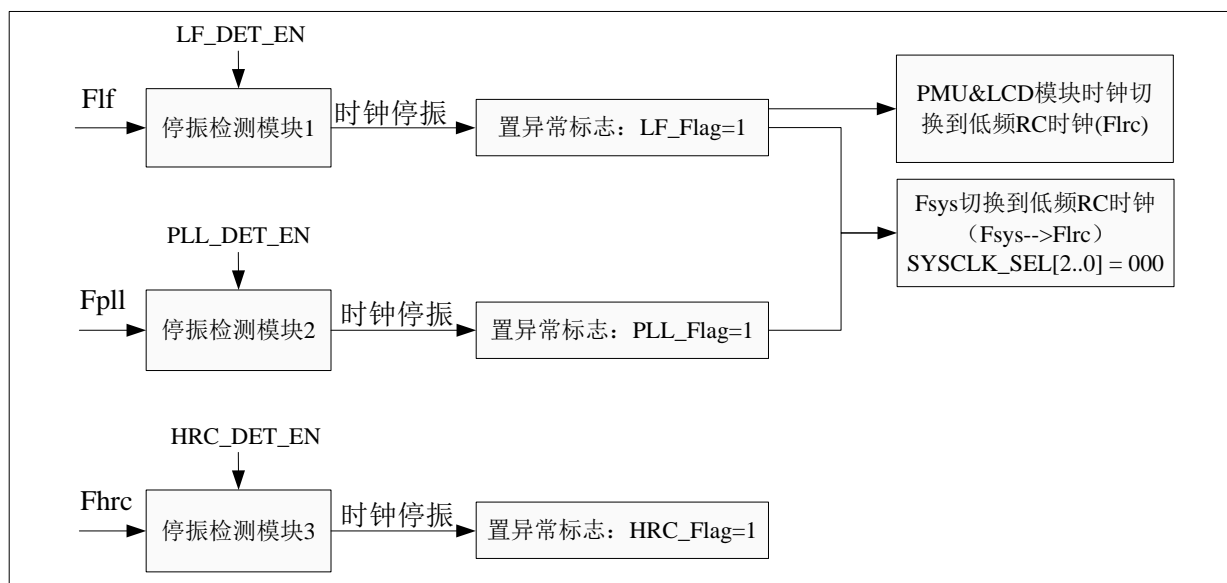 LF_DET_EN
Flf
停振检测模块1
时钟停振
置异常标志：LF_Flag=1
PMU&LCD模块时钟切
换到低频RC时钟(Flrc)
Fsys切换到低频RC时钟
（Fsys-->Flrc）
SYSCLK_SEL[2..0] = 000
PLL_DET_EN
Fpll
停振检测模块2
时钟停振
置异常标志：PLL_Flag=1
HRC_DET_EN
Fhrc
停振检测模块3
时钟停振
置异常标志：HRC_Flag=1